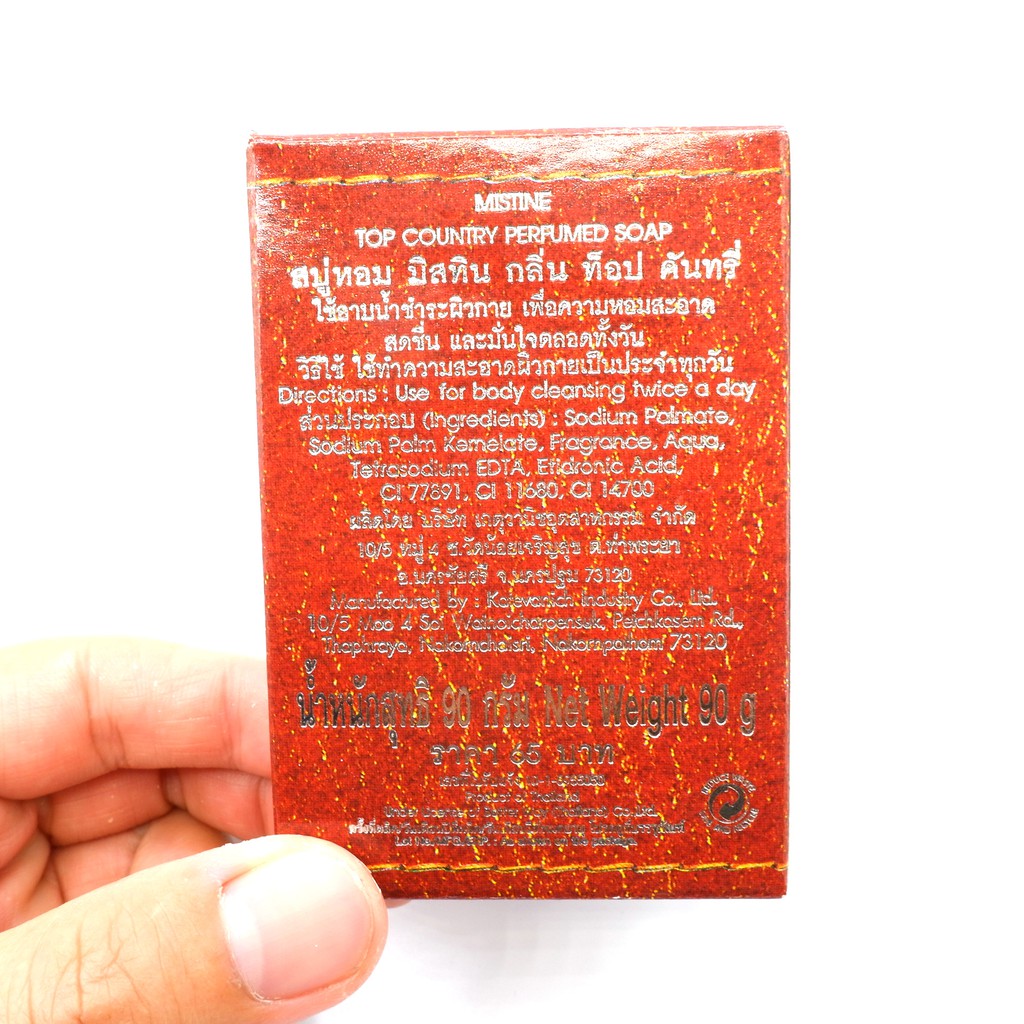 MISTINE
TOP COUNTRY PERFUMED SOAP
สบู่หอม มิสทิน กลิ่น ท็อป คันทรี่
ใช้อาบน้ำชำระผิวกาย เพื่อความหอมสะอาด
สดชื่น และมั่นใจตลอดทั้งวัน
วิธีใช้ ใช้ทำความสะอาดผิวกายเป็นประจำทุกวัน
Directions : Use for body cleansing twice a day
ส่วนประกอบ (Ingredients) : Sodium Palmate,
Sodium Palm Kernelate, Fragrance, Aqua,
Tetrasodium EDTA, Etidronic Acid,
CI 77891, CI 11680, CI 14700
ผลิตโดย บริษัท เกตุวานิชอุตสาหกรรม จำกัด
10/5 หมู่ 4 ซ.วัดน้อยเจริญสุข ต.ท่าพระยา
อ.นครชัยศรี จ.นครปฐม 73120
Manufactured by : Katevanich Industry Co., Ltd.
10/5 Moo 4 Soi Petchkasem Rd.,
Thaphraya, Nakornchaisri, Nakornpathom 73120
น้ำหนักสุทธิ 90 กรัม Net Weight 90 g
ราคา 65 บาท
Product of Thailand